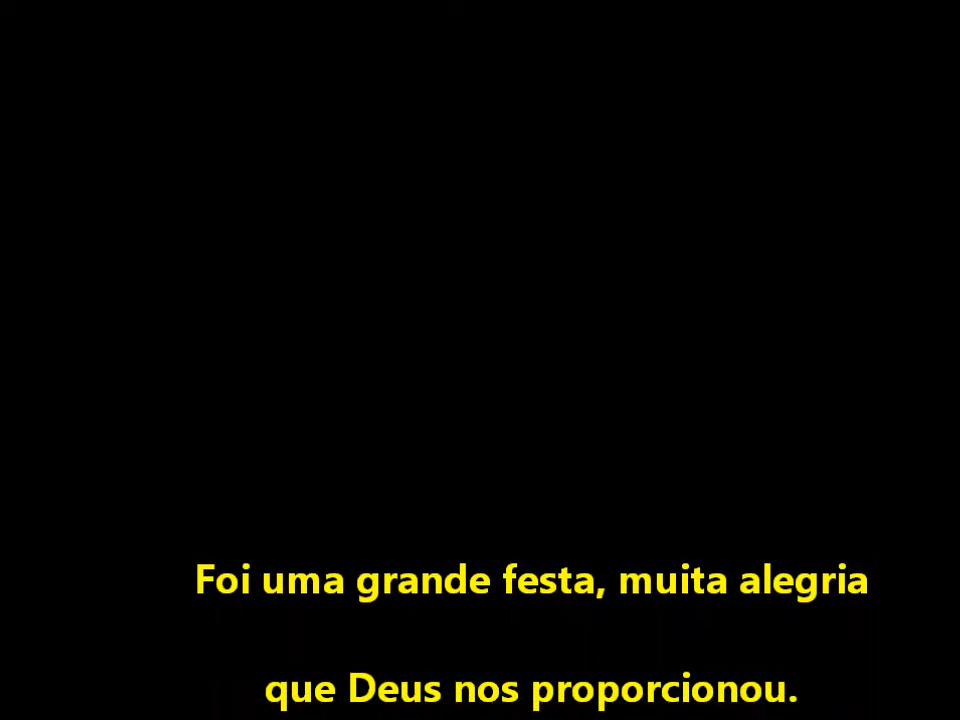 Foi uma grande festa, muita alegria
que Deus nos proporcionou.